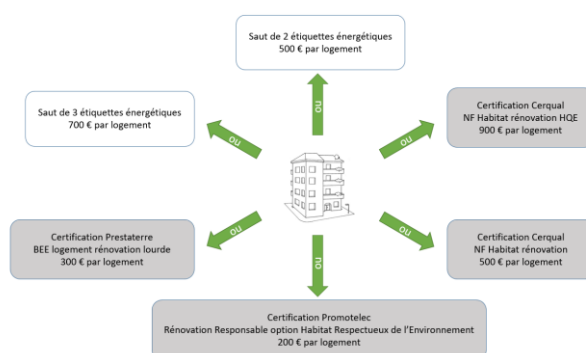 Saut de 2 étiquettes énergétiques
500 € par logement
Saut de 3 étiquettes énergétiques
700 € par logement
Certification Cerqual
NF Habitat rénovation HQE
900 € par logement
ou
ou
ou
Certification Prestaterre
BEE logement rénovation lourde
300 € par logement
ou
ou
ou
Certification Cerqual
NF Habitat rénovation
500 € par logement
Certification Promotelec
Rénovation Responsable option Habitat Respectueux de l'Environnement
200 € par logement